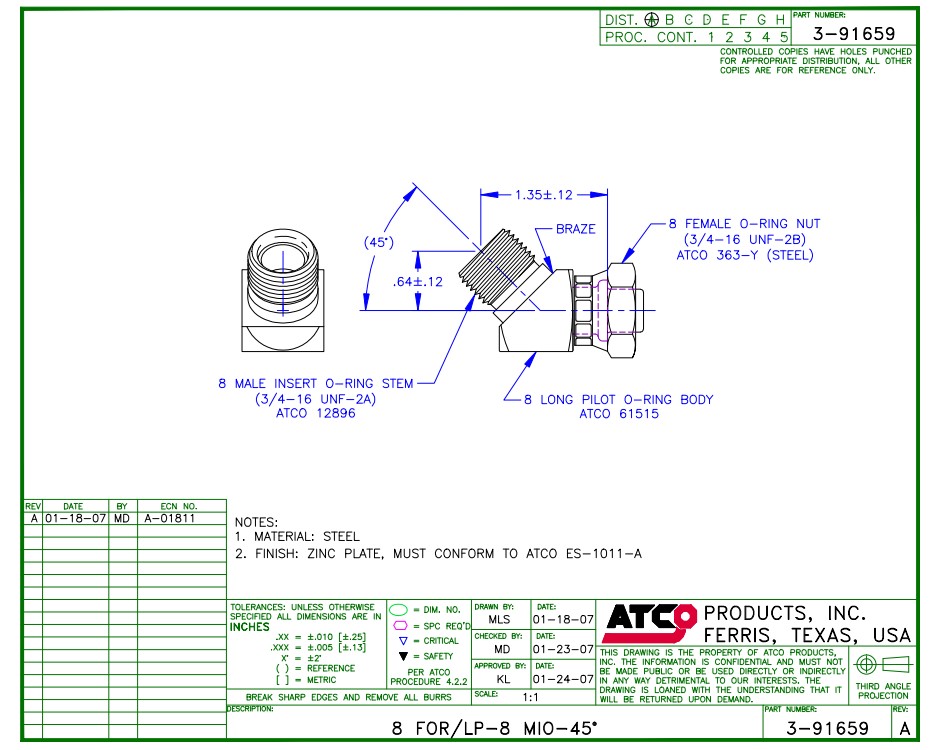 DIST. A B C D E F G H
PROC. CONT. 1 2 3 4 5
PART NUMBER:
3-91659
CONTROLLED COPIES HAVE HOLES PUNCHED
FOR APPROPRIATE DISTRIBUTION, ALL OTHER
COPIES ARE FOR REFERENCE ONLY.
1.35±.12
(45°)
.64±.12
BRAZE
8 FEMALE O-RING NUT
(3/4-16 UNF-2B)
ATCO 363-Y (STEEL)
8 MALE INSERT O-RING STEM
(3/4-16 UNF-2A)
ATCO 12896
8 LONG PILOT O-RING BODY
ATCO 61515
REV DATE BY ECN NO.
A 01-18-07 MD A-01811
NOTES:
1. MATERIAL: STEEL
2. FINISH: ZINC PLATE, MUST CONFORM TO ATCO ES-1011-A
TOLERANCES: UNLESS OTHERWISE
SPECIFIED ALL DIMENSIONS ARE IN
INCHES
.XX = ±.010 [±.25]
.XXX = ±.005 [±.13]
X° = ±2°
( ) = REFERENCE
[ ] = METRIC
= DIM. NO.
= SPC REQ'D
= CRITICAL
= SAFETY
PER ATCO
PROCEDURE 4.2.2
BREAK SHARP EDGES AND REMOVE ALL BURRS
DRAWN BY:
MLS
DATE:
01-18-07
CHECKED BY:
MD
DATE:
01-23-07
APPROVED BY:
KL
DATE:
01-24-07
SCALE:
1:1
ATCO PRODUCTS, INC.
FERRIS, TEXAS, USA
THIS DRAWING IS THE PROPERTY OF ATCO PRODUCTS,
INC. THE INFORMATION IS CONFIDENTIAL AND MUST NOT
BE MADE PUBLIC OR BE USED DIRECTLY OR INDIRECTLY
IN ANY WAY DETRIMENTAL TO OUR INTERESTS. THE
DRAWING IS LOANED WITH THE UNDERSTANDING THAT IT
WILL BE RETURNED UPON DEMAND.
THIRD ANGLE
PROJECTION
DESCRIPTION:
8 FOR/LP-8 MIO-45°
PART NUMBER:
3-91659
REV:
A